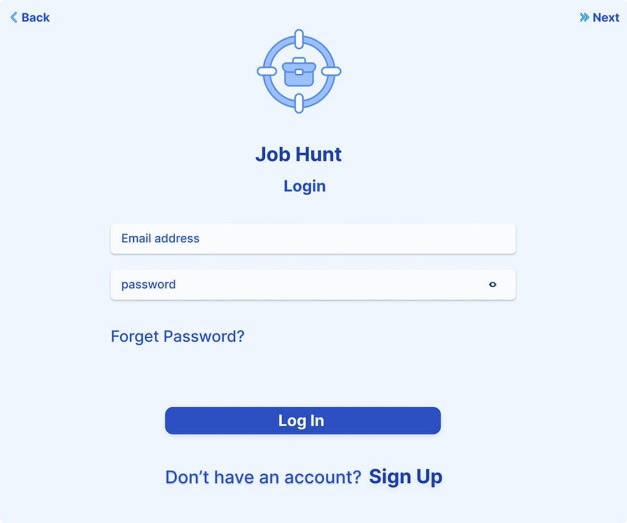 Back
Next
Job Hunt
Login
Email address
password
Forget Password?
Log In
Don't have an account? Sign Up